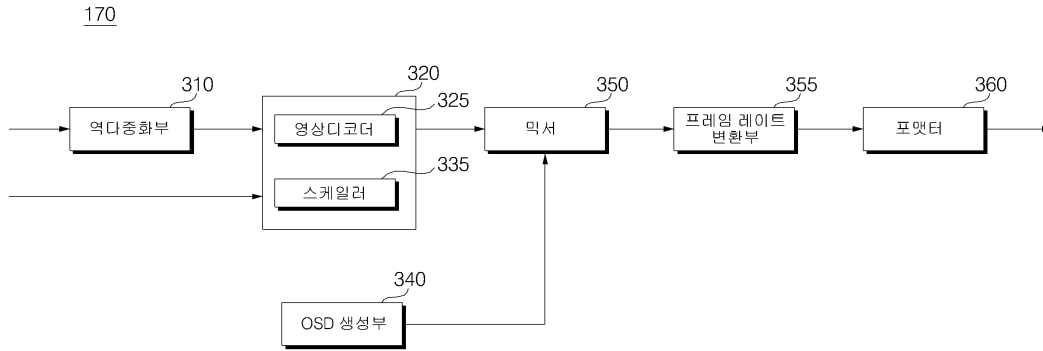 170
310
역다중화부
320
325
영상디코더
335
스케일러
350
믹서
355
프레임 레이트
변환부
360
포맷터
340
OSD 생성부